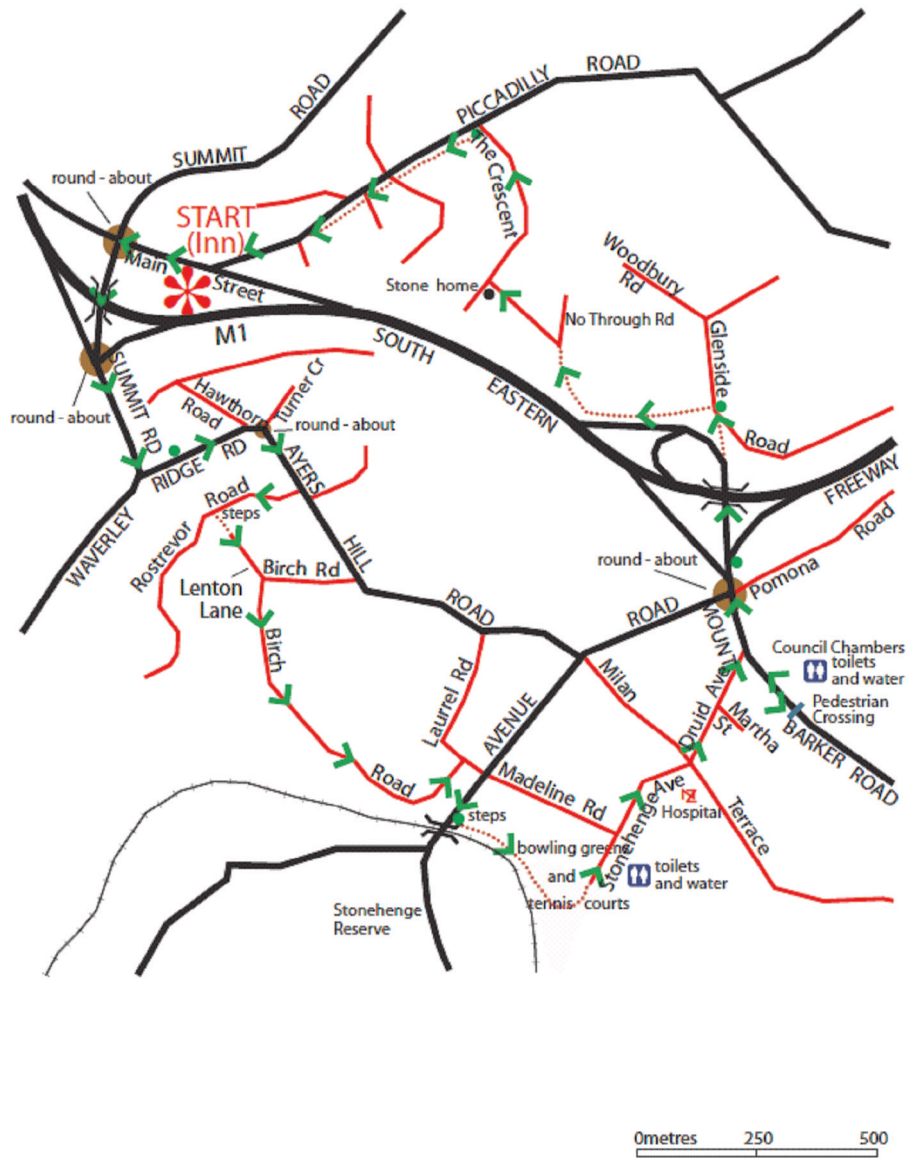 ROAD
PICCADILLY
ROAD
SUMMIT
round - about
The Crescent
START
(Inn)
Main
Street
Stone home
Woodbury
Rd
No Through Rd
Glenside
M1
SOUTH
EASTERN
FREEWAY
SUMMIT RD
Hawthorn
Road
Turner Cr
round - about
round - about
RIDGE RD
AYERS
HILL
ROAD
Road
Road
steps
WAVERLEY
Rostrevor
Birch Rd
Lenton
Lane
Birch
Road
round - about
Pomona
Road
ROAD
MOUNT
Milan
Laurrel Rd
AVENUE
Druid Ave
Martha
St
Council Chambers
toilets
and water
Pedestrian
Crossing
BARKER ROAD
Madeline Rd
Stonehenge Ave
Hospital
Terrace
steps
bowling greens
and
tennis courts
toilets
and water
Stonehenge
Reserve
0metres 250 500